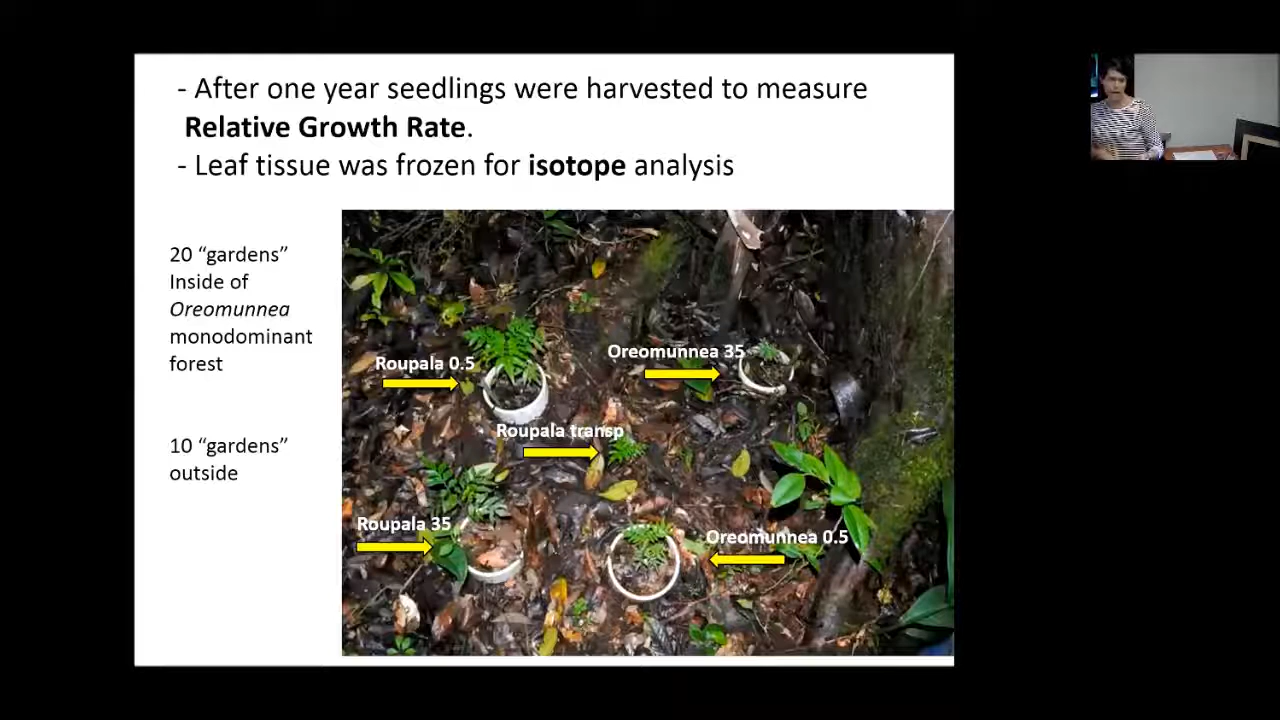 - After one year seedlings were harvested to measure
Relative Growth Rate.
- Leaf tissue was frozen for isotope analysis
20 “gardens”
Inside of
Oreomunnea
monodominant
forest
10 “gardens”
outside
Roupala 0.5
Oreomunnea 35
Roupala transp
Roupala 35
Oreomunnea 0.5